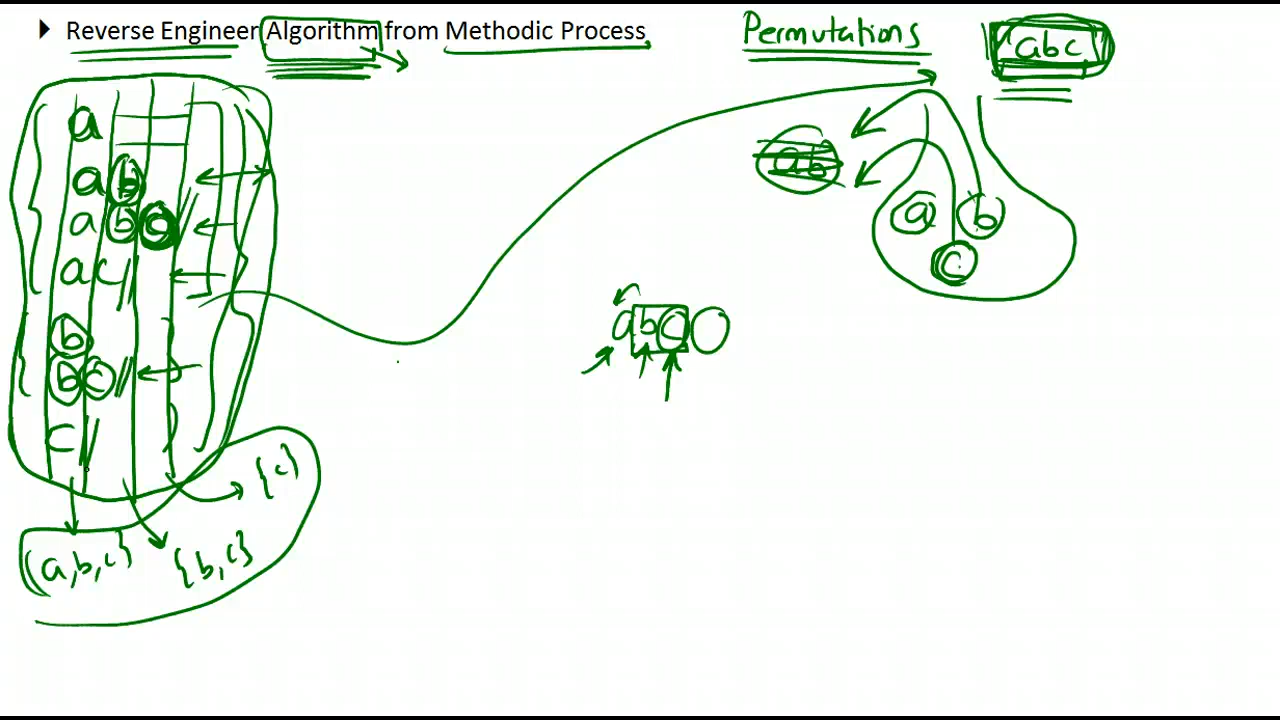 Reverse Engineer Algorithm from Methodic Process
Permutations
abc
a
ab
abc
ac
b
bc
c
{a,b,c}
{b,c}
{c}
abc
ab
a b
c